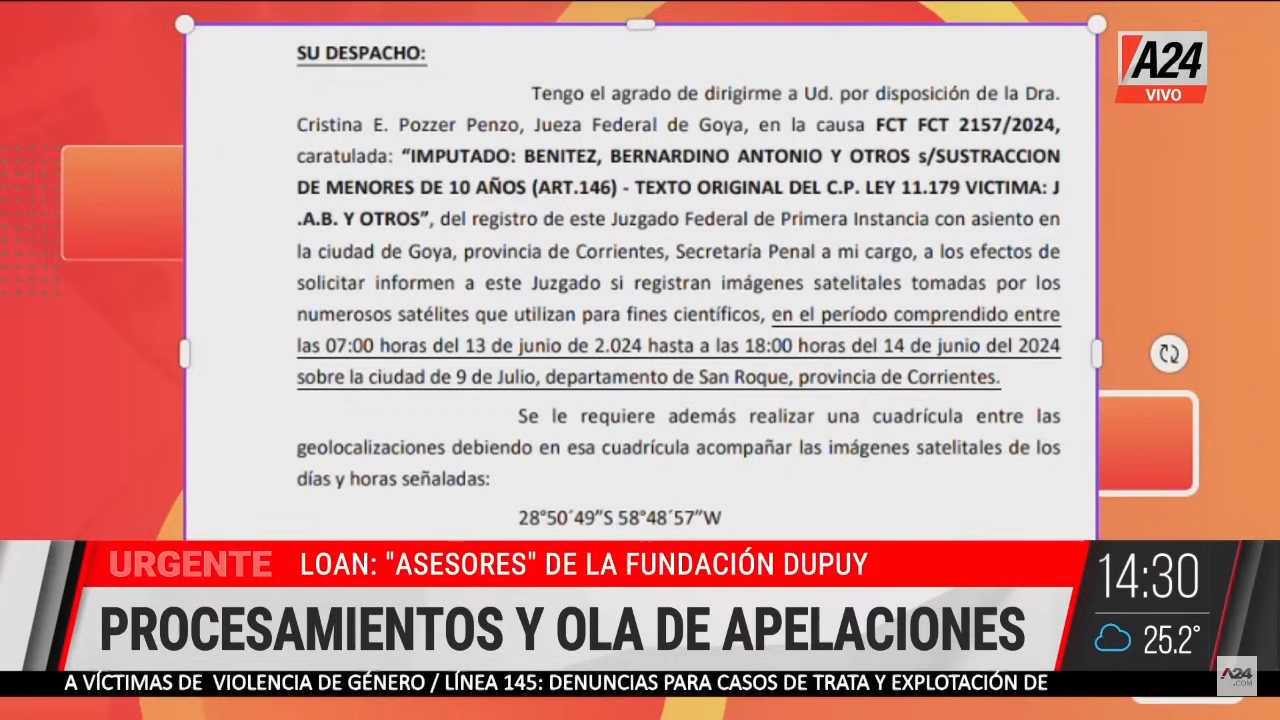 SU DESPACHO:
Tengo el agrado de dirigirme a Ud. por disposición de la Dra.
Cristina E. Pozzer Penzo, Jueza Federal de Goya, en la causa FCT FCT 2157/2024,
caratulada: “IMPUTADO: BENITEZ, BERNARDINO ANTONIO Y OTROS s/SUSTRACCION
DE MENORES DE 10 AÑOS (ART.146) - TEXTO ORIGINAL DEL C.P. LEY 11.179 VICTIMA: J
.A.B. Y OTROS”, del registro de este Juzgado Federal de Primera Instancia con asiento en
la ciudad de Goya, provincia de Corrientes, Secretaría Penal a mi cargo, a los efectos de
solicitar informen a este Juzgado si registran imágenes satelitales tomadas por los
numerosos satélites que utilizan para fines científicos, en el período comprendido entre
las 07:00 horas del 13 de junio de 2.024 hasta a las 18:00 horas del 14 de junio del 2024
sobre la ciudad de 9 de Julio, departamento de San Roque, provincia de Corrientes.
Se le requiere además realizar una cuadrícula entre las
geolocalizaciones debiendo en esa cuadrícula acompañar las imágenes satelitales de los
días y horas señaladas:
28°50´49”S 58°48´57”W
A24
VIVO
URGENTE
LOAN: "ASESORES" DE LA FUNDACIÓN DUPUY
PROCESAMIENTOS Y OLA DE APELACIONES
14:30
25.2°
A VÍCTIMAS DE VIOLENCIA DE GÉNERO / LÍNEA 145: DENUNCIAS PARA CASOS DE TRATA Y EXPLOTACIÓN DE
A24
.COM